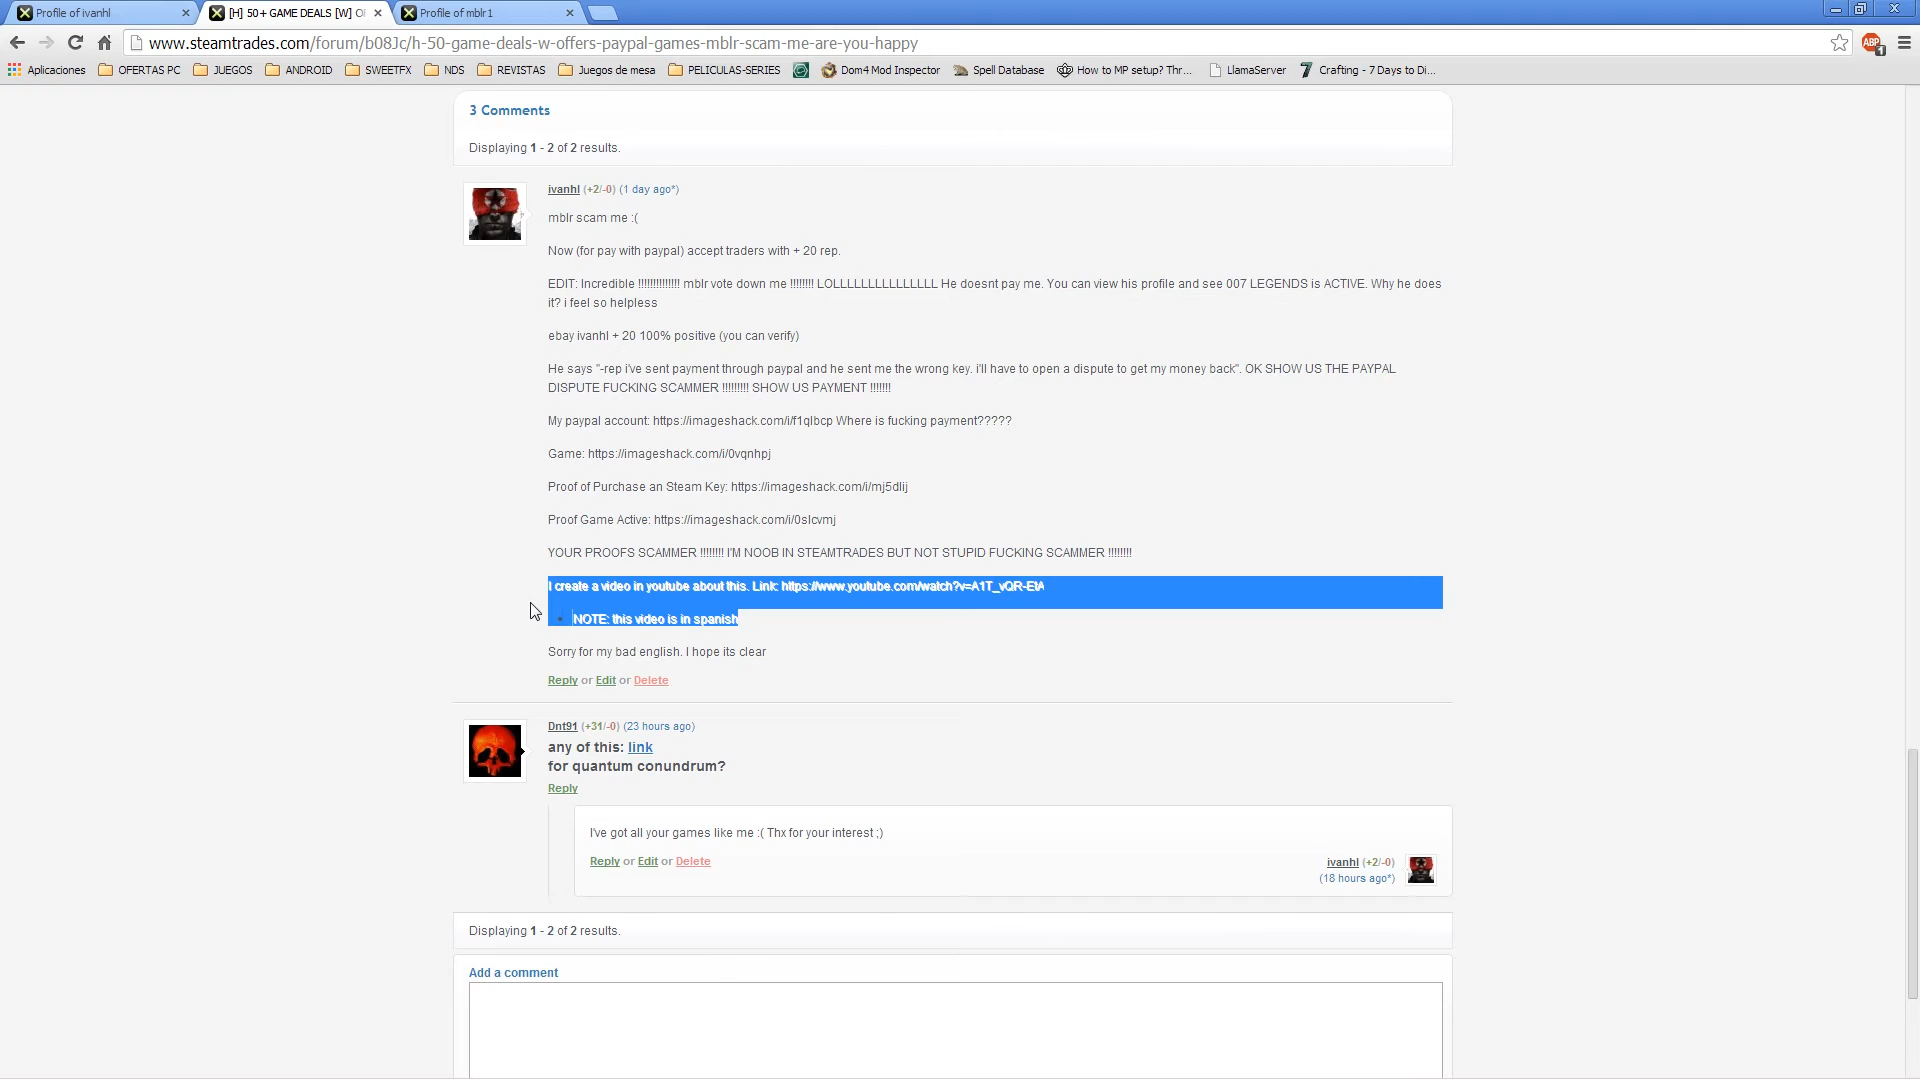 Profile of ivanhl
[H] 50+ GAME DEALS [W] O
Profile of mblr1
www.steamtrades.com/forum/b08Jc/h-50-game-deals-w-offers-paypal-games-mblr-scam-me-are-you-happy
ABP 1
Aplicaciones OFERTAS PC JUEGOS ANDROID SWEETFX NDS REVISTAS Juegos de mesa PELICULAS-SERIES Dom4 Mod Inspector Spell Database How to MP setup? Thr... LlamaServer Crafting - 7 Days to Di...
3 Comments
Displaying 1 - 2 of 2 results.
ivanhl (+2/-0) (1 day ago*)
mblr scam me :(
Now (for pay with paypal) accept traders with + 20 rep.
EDIT: Incredible !!!!!!!!!!!!!! mblr vote down me !!!!!!!! LOLLLLLLLLLLLLLLLL He doesnt pay me. You can view his profile and see 007 LEGENDS is ACTIVE. Why he does
it? i feel so helpless
ebay ivanhl + 20 100% positive (you can verify)
He says "-rep i've sent payment through paypal and he sent me the wrong key. i'll have to open a dispute to get my money back". OK SHOW US THE PAYPAL
DISPUTE FUCKING SCAMMER !!!!!!!!! SHOW US PAYMENT !!!!!!!
My paypal account: https://imageshack.com/i/f1qlbcp Where is fucking payment?????
Game: https://imageshack.com/i/0vqnhpj
Proof of Purchase an Steam Key: https://imageshack.com/i/mj5dlij
Proof Game Active: https://imageshack.com/i/0slcvmj
YOUR PROOFS SCAMMER !!!!!!!! I'M NOOB IN STEAMTRADES BUT NOT STUPID FUCKING SCAMMER !!!!!!!!
I create a video in youtube about this. Link: https://www.youtube.com/watch?v=A1T_vQR-EtA
• NOTE: this video is in spanish
Sorry for my bad english. I hope its clear
Reply or Edit or Delete
Dnt91 (+31/-0) (23 hours ago)
any of this: link
for quantum conundrum?
Reply
I've got all your games like me :( Thx for your interest ;)
Reply or Edit or Delete
ivanhl (+2/-0)
(18 hours ago*)
Displaying 1 - 2 of 2 results.
Add a comment